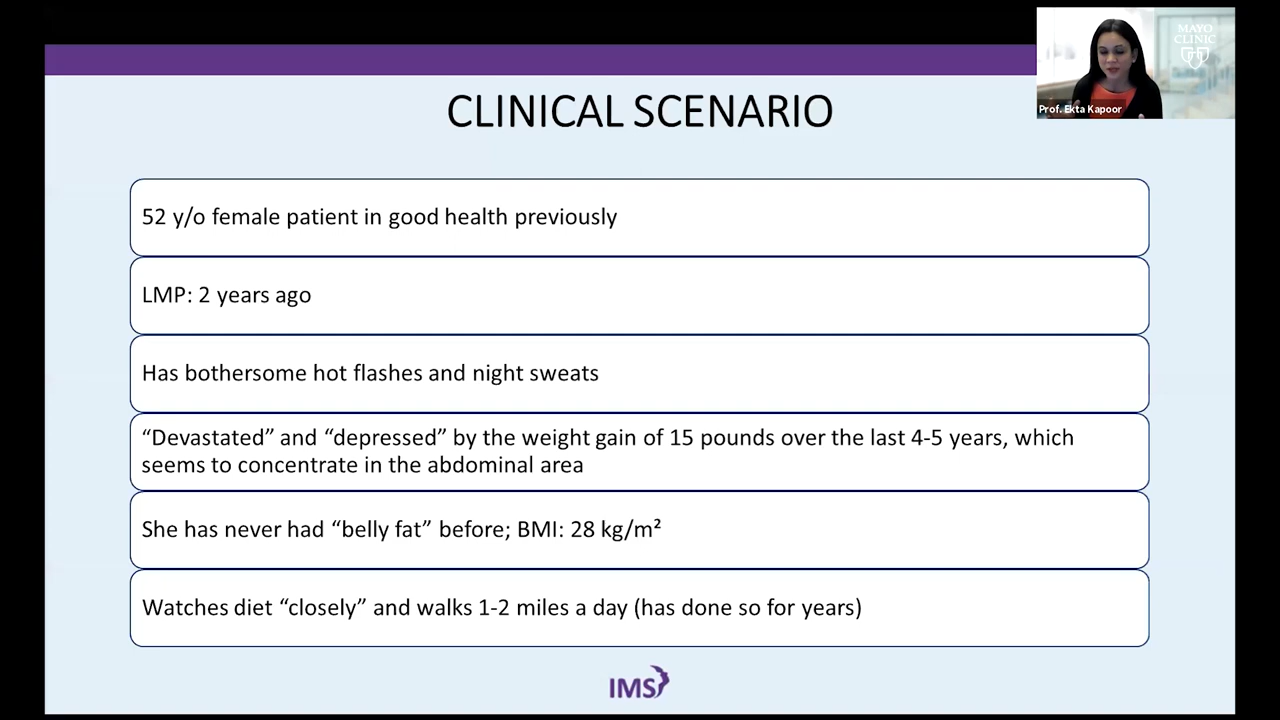 MAYO
CLINIC
Prof. Ekta Kapoor
CLINICAL SCENARIO
52 y/o female patient in good health previously
LMP: 2 years ago
Has bothersome hot flashes and night sweats
“Devastated” and “depressed” by the weight gain of 15 pounds over the last 4-5 years, which
seems to concentrate in the abdominal area
She has never had “belly fat” before; BMI: 28 kg/m²
Watches diet “closely” and walks 1-2 miles a day (has done so for years)
IMS